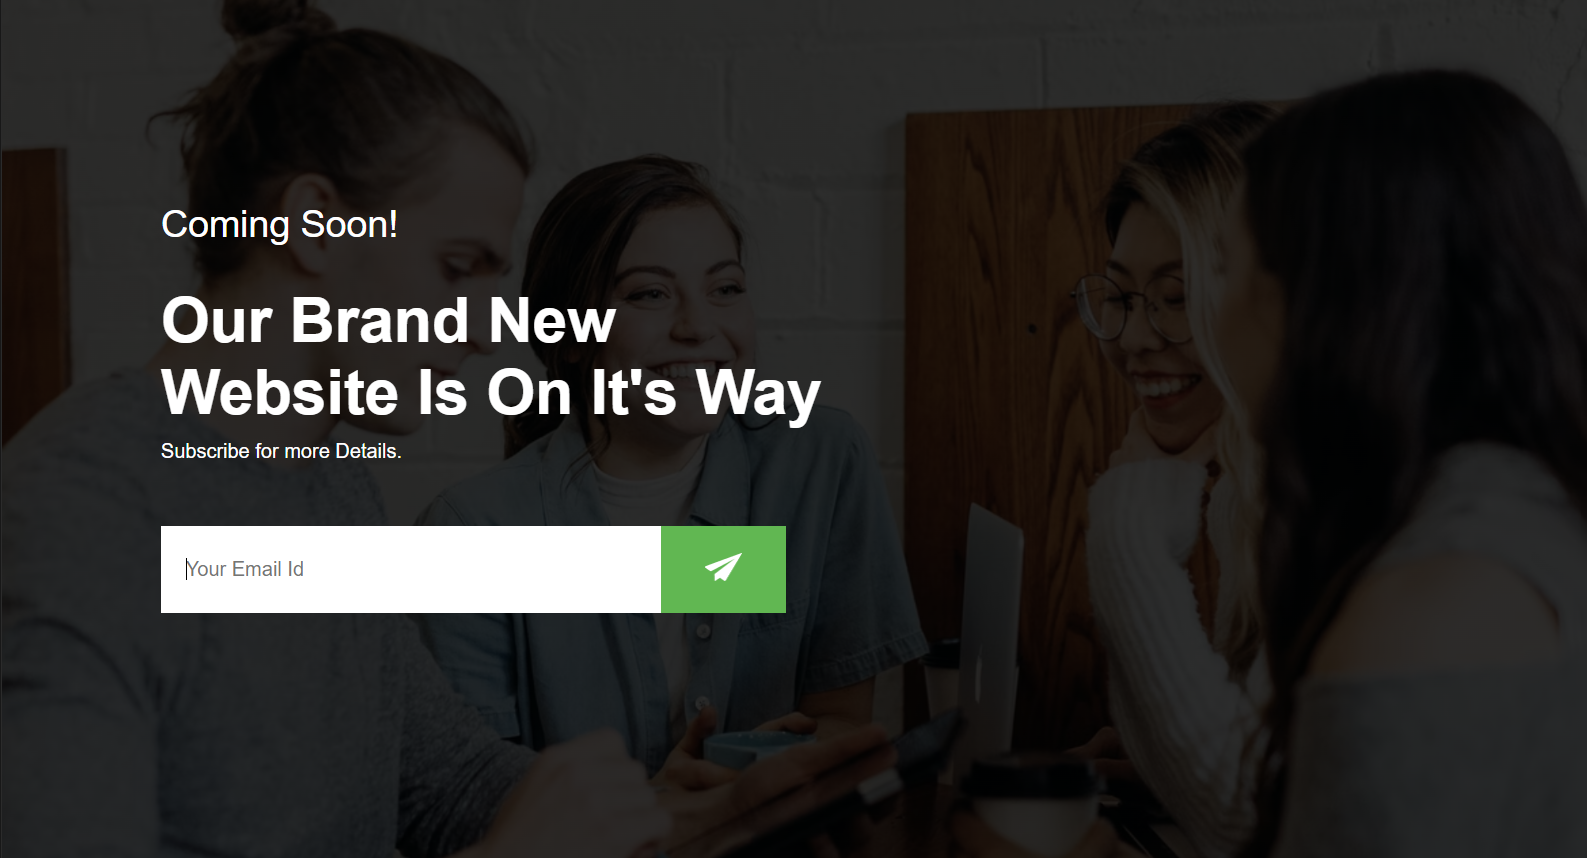 Coming Soon!
Our Brand New
Website Is On It's Way
Subscribe for more Details.
Your Email Id